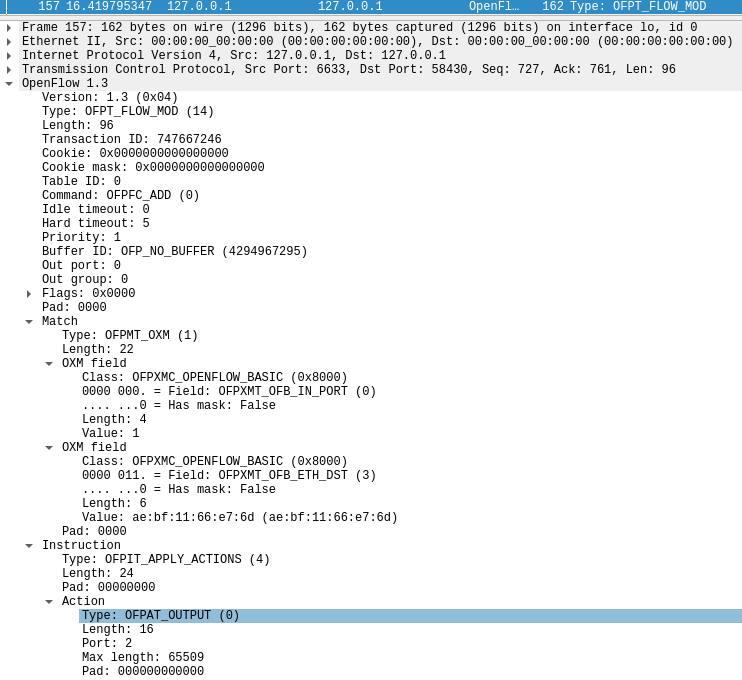 157 16.419795347 127.0.0.1 127.0.0.1 OpenFl… 162 Type: OFPT_FLOW_MOD
Frame 157: 162 bytes on wire (1296 bits), 162 bytes captured (1296 bits) on interface lo, id 0
Ethernet II, Src: 00:00:00_00:00:00 (00:00:00:00:00:00), Dst: 00:00:00_00:00:00 (00:00:00:00:00:00)
Internet Protocol Version 4, Src: 127.0.0.1, Dst: 127.0.0.1
Transmission Control Protocol, Src Port: 6633, Dst Port: 58430, Seq: 727, Ack: 761, Len: 96
OpenFlow 1.3
Version: 1.3 (0x04)
Type: OFPT_FLOW_MOD (14)
Length: 96
Transaction ID: 747667246
Cookie: 0x0000000000000000
Cookie mask: 0x0000000000000000
Table ID: 0
Command: OFPFC_ADD (0)
Idle timeout: 0
Hard timeout: 5
Priority: 1
Buffer ID: OFP_NO_BUFFER (4294967295)
Out port: 0
Out group: 0
Flags: 0x0000
Pad: 0000
Match
Type: OFPMT_OXM (1)
Length: 22
OXM field
Class: OFPXMC_OPENFLOW_BASIC (0x8000)
0000 000. = Field: OFPXMT_OFB_IN_PORT (0)
.... ...0 = Has mask: False
Length: 4
Value: 1
OXM field
Class: OFPXMC_OPENFLOW_BASIC (0x8000)
0000 011. = Field: OFPXMT_OFB_ETH_DST (3)
.... ...0 = Has mask: False
Length: 6
Value: ae:bf:11:66:e7:6d (ae:bf:11:66:e7:6d)
Pad: 0000
Instruction
Type: OFPIT_APPLY_ACTIONS (4)
Length: 24
Pad: 00000000
Action
Type: OFPAT_OUTPUT (0)
Length: 16
Port: 2
Max length: 65509
Pad: 000000000000